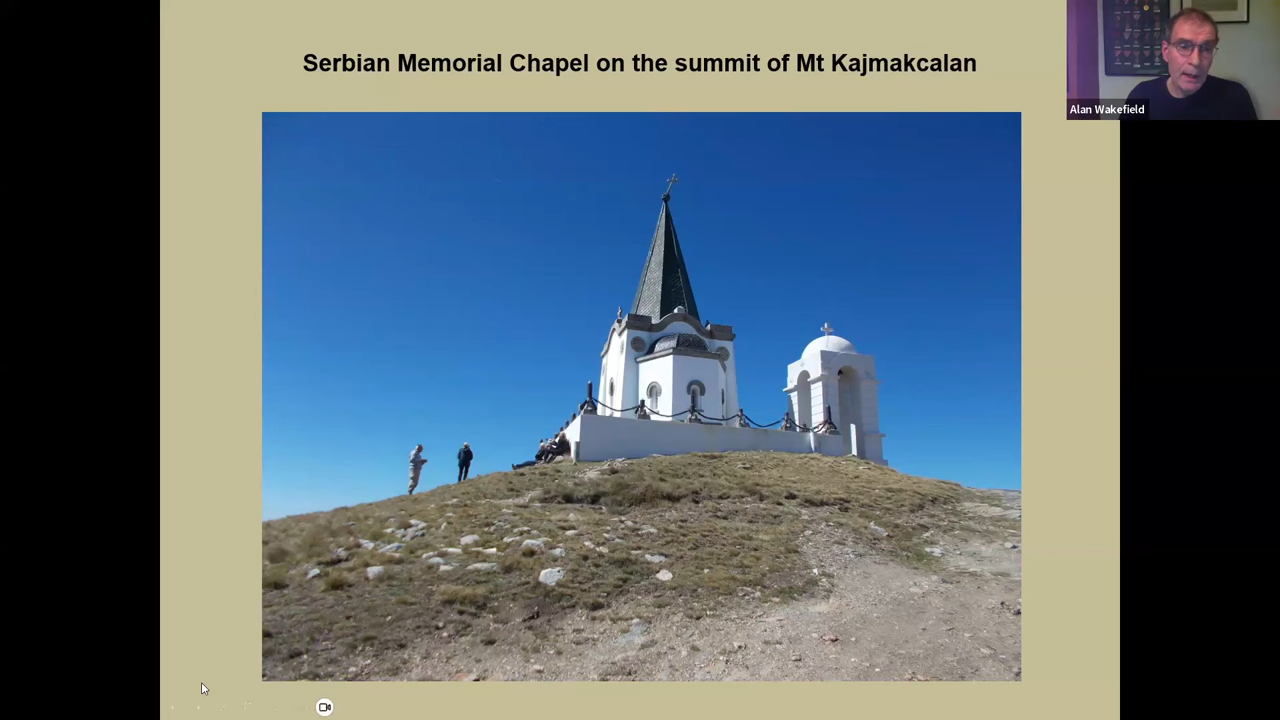 Serbian Memorial Chapel on the summit of Mt Kajmakcalan
Alan Wakefield